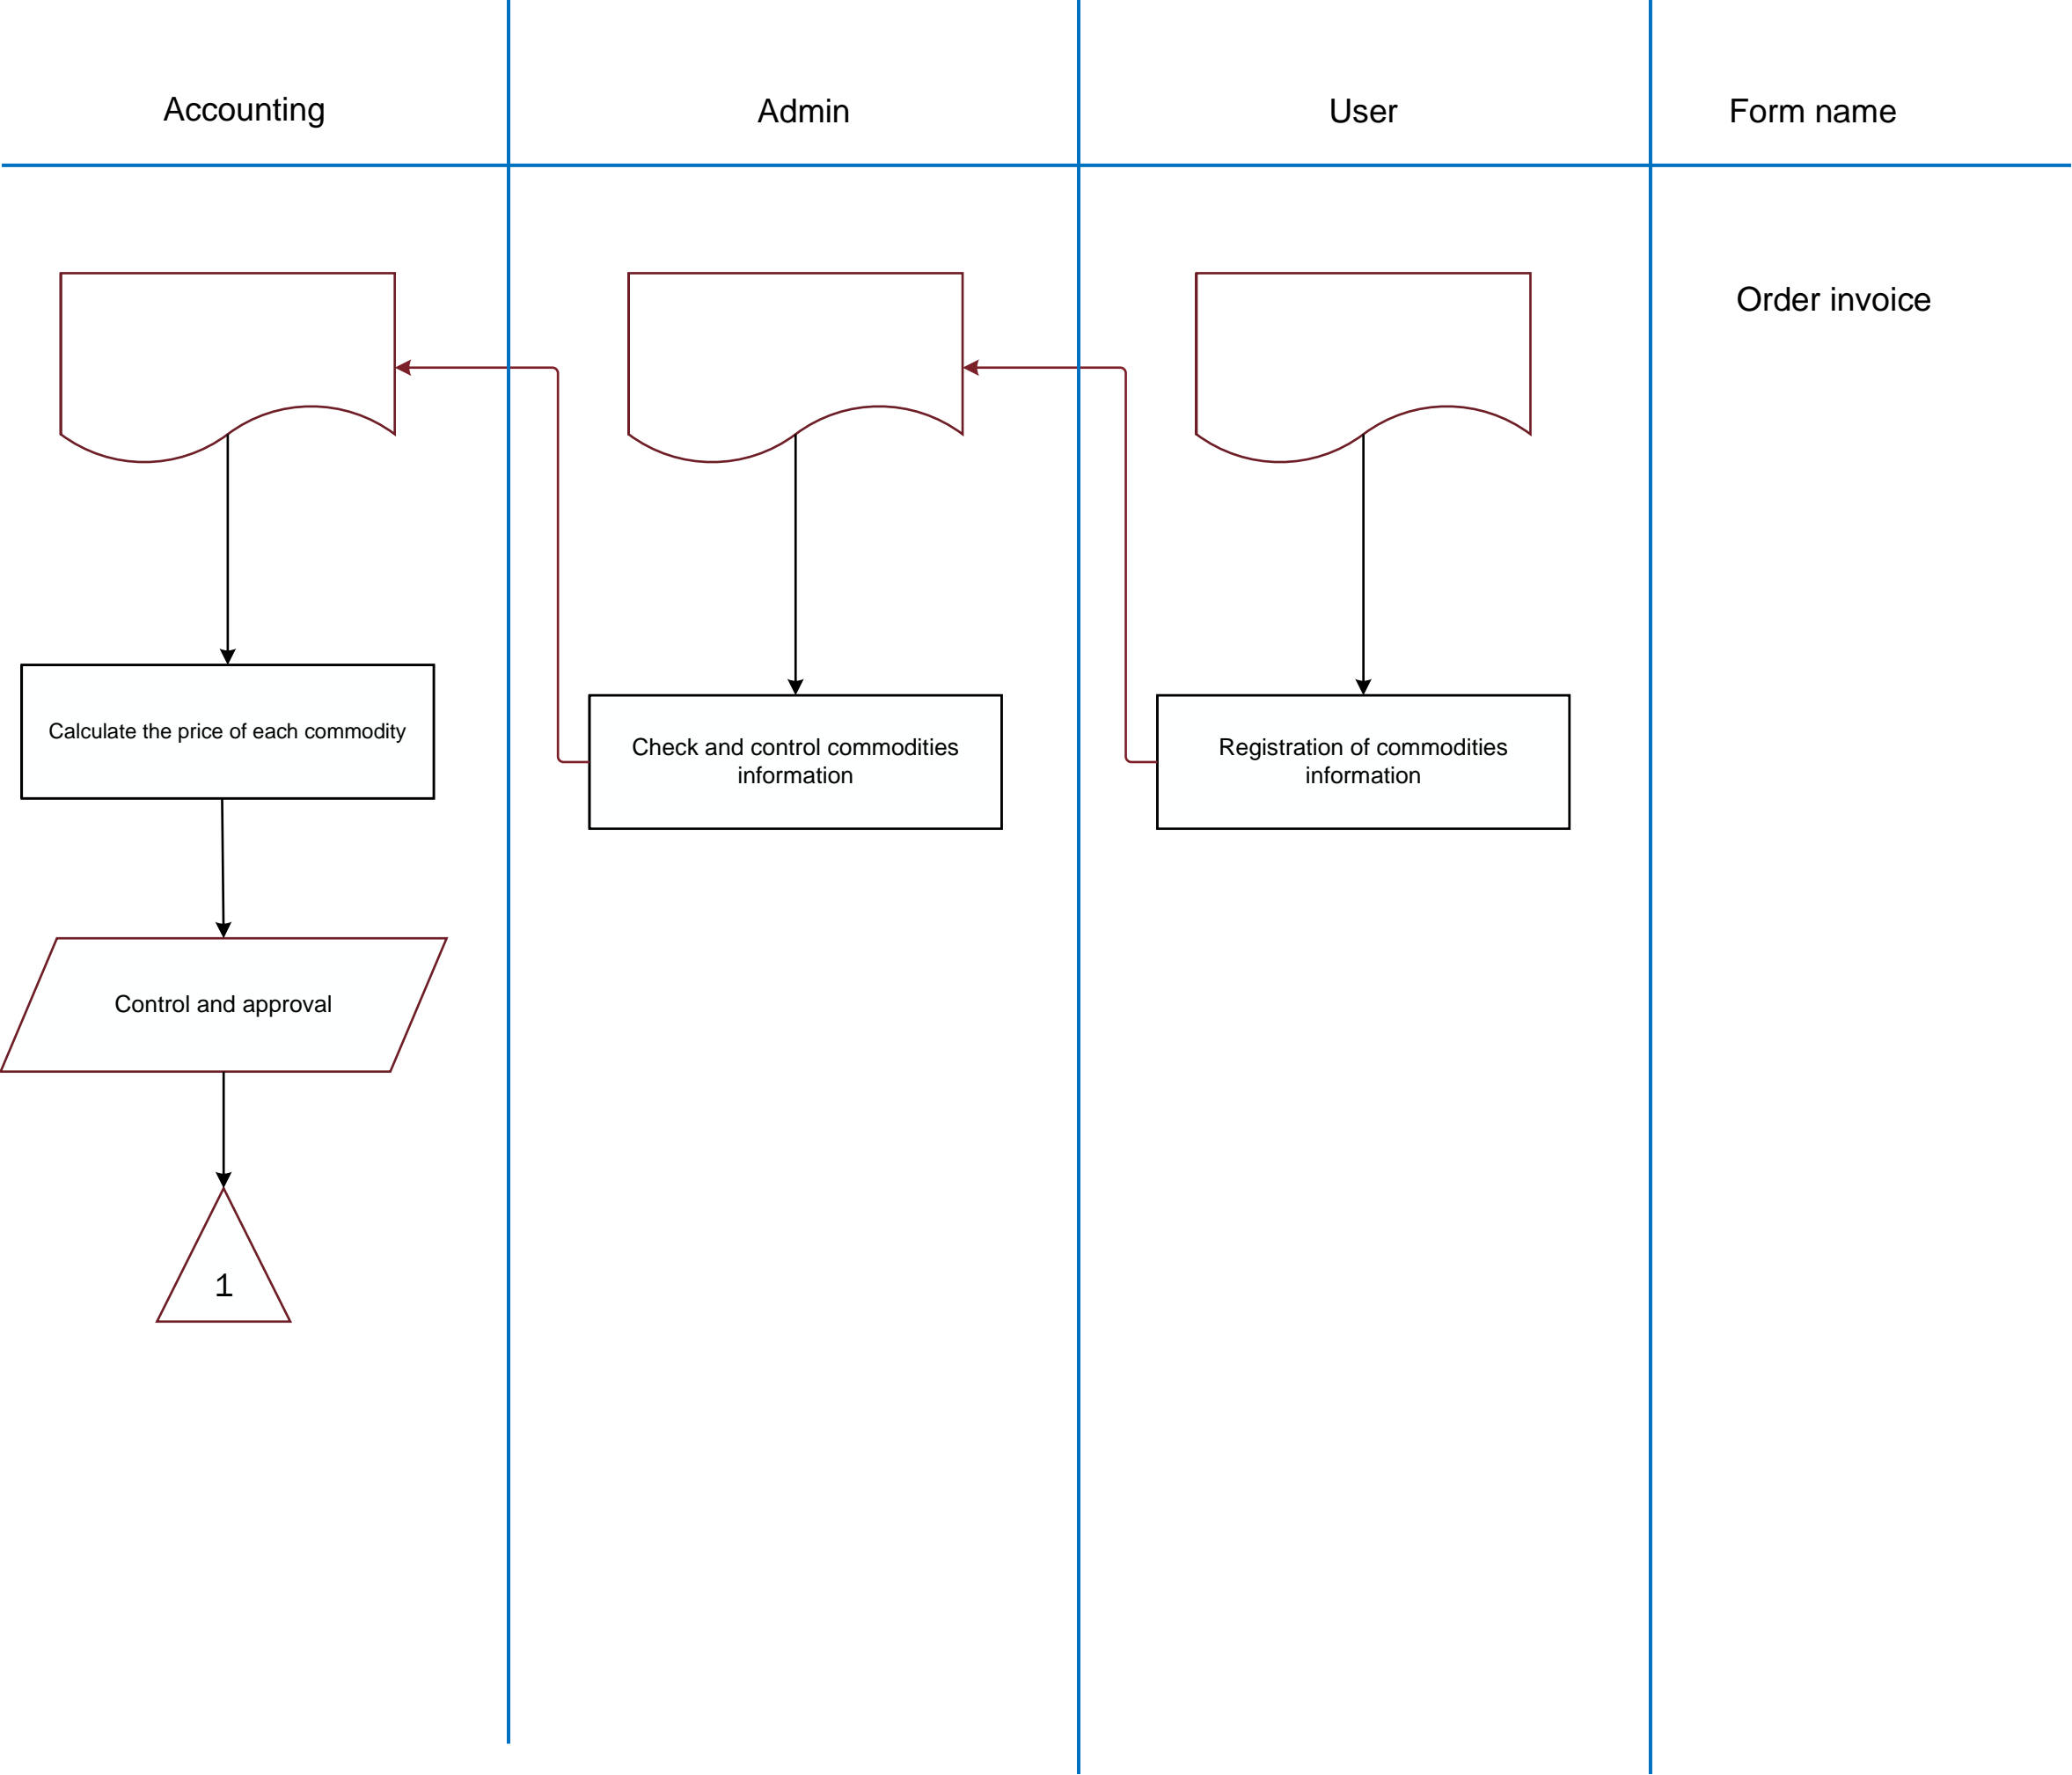 Accounting
Admin
User
Form name
Order invoice
Calculate the price of each commodity
Check and control commodities
information
Registration of commodities
information
Control and approval
1